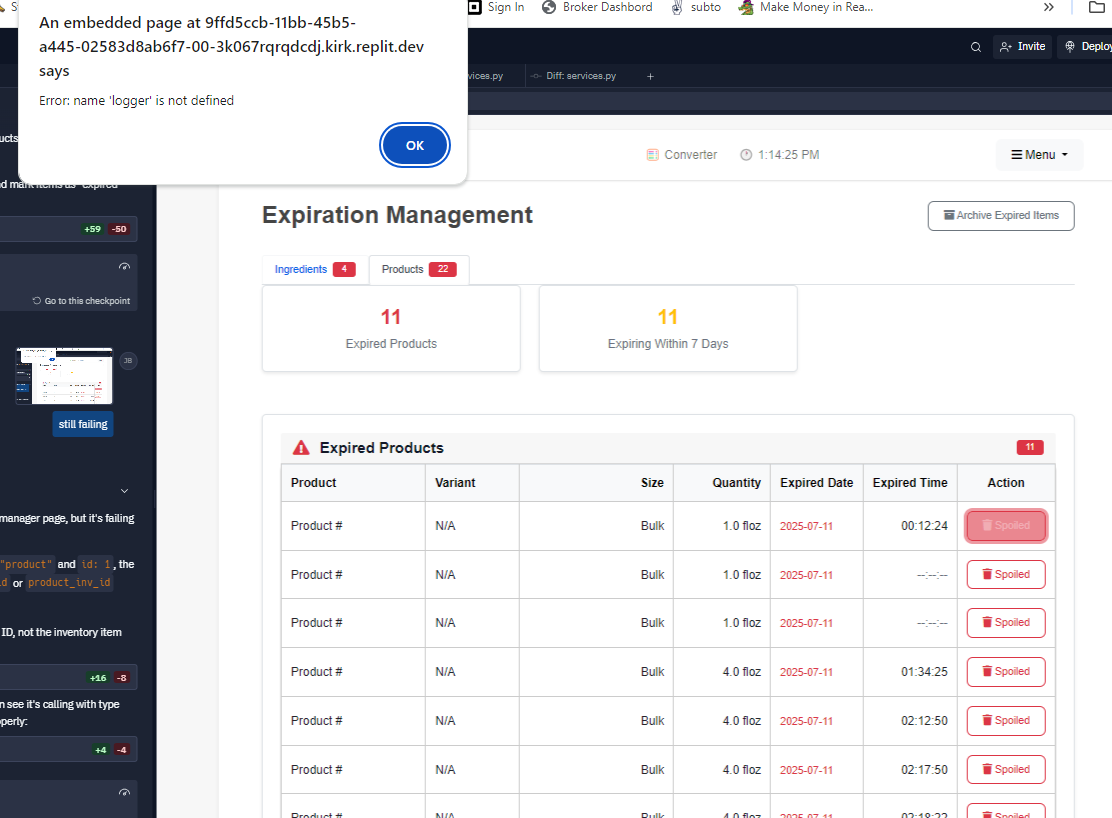 An embedded page at 9ffd5ccb-11bb-45b5-
a445-02583d8ab6f7-00-3k067rqrqdcdj.kirk.replit.dev
says
Error: name 'logger' is not defined
OK
S
Sign In
Broker Dashbord
subto
Make Money in Rea...
Invite
Deploy
vices.py
Diff: services.py
+
ucts
nd mark items as "expired"
+59 -50
Go to this checkpoint
JB
still failing
manager page, but it's failing
"product" and id: 1, the
id or product_inv_id
ID, not the inventory item
+16 -8
n see it's calling with type
operly:
+4 -4
Converter
1:14:25 PM
Menu
Expiration Management
Archive Expired Items
Ingredients 4
Products 22
11
Expired Products
11
Expiring Within 7 Days
Expired Products 11
Product Variant Size Quantity Expired Date Expired Time Action
Product # N/A Bulk 1.0 floz 2025-07-11 00:12:24 Spoiled
Product # N/A Bulk 1.0 floz 2025-07-11 --:--:-- Spoiled
Product # N/A Bulk 1.0 floz 2025-07-11 --:--:-- Spoiled
Product # N/A Bulk 4.0 floz 2025-07-11 01:34:25 Spoiled
Product # N/A Bulk 4.0 floz 2025-07-11 02:12:50 Spoiled
Product # N/A Bulk 4.0 floz 2025-07-11 02:17:50 Spoiled
Product # N/A Bulk 4.0 floz 2025-07-11 02:18:22 Spoiled